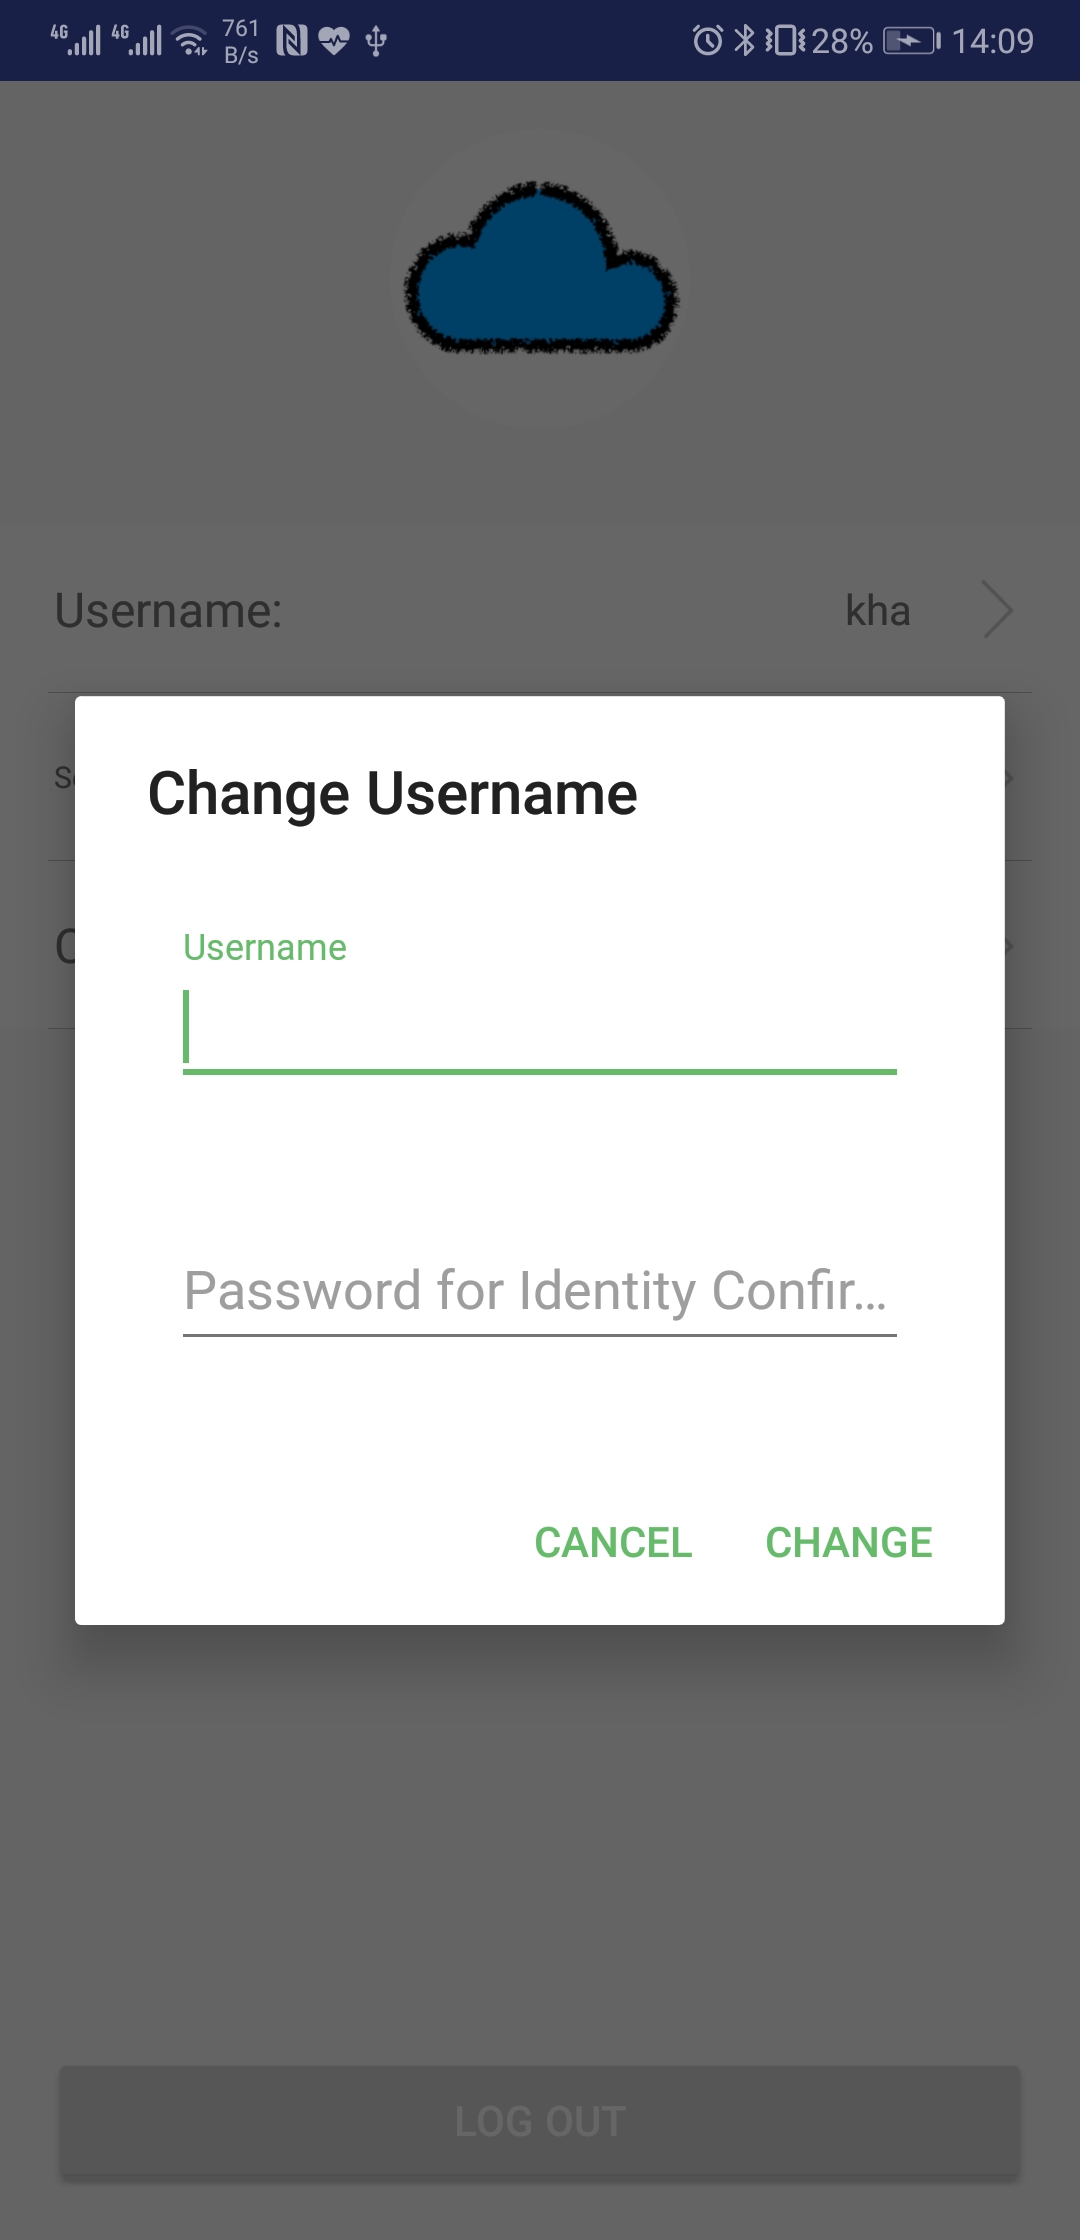 4G 4G 761 B/s 28% 14:09
Username: kha
Change Username
Username
Password for Identity Confir...
CANCEL CHANGE
LOG OUT